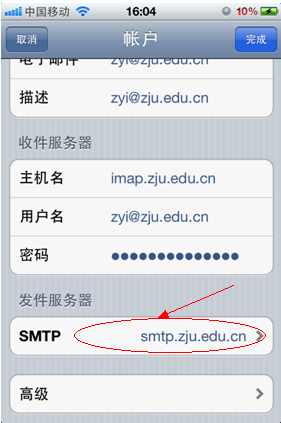 中国移动 16:04 10%
取消 帐户 完成
电子邮件 zyi@zju.edu.cn
描述 zyi@zju.edu.cn
收件服务器
主机名 imap.zju.edu.cn
用户名 zyi@zju.edu.cn
密码 ●●●●●●●●●●●●●●
发件服务器
SMTP smtp.zju.edu.cn
高级